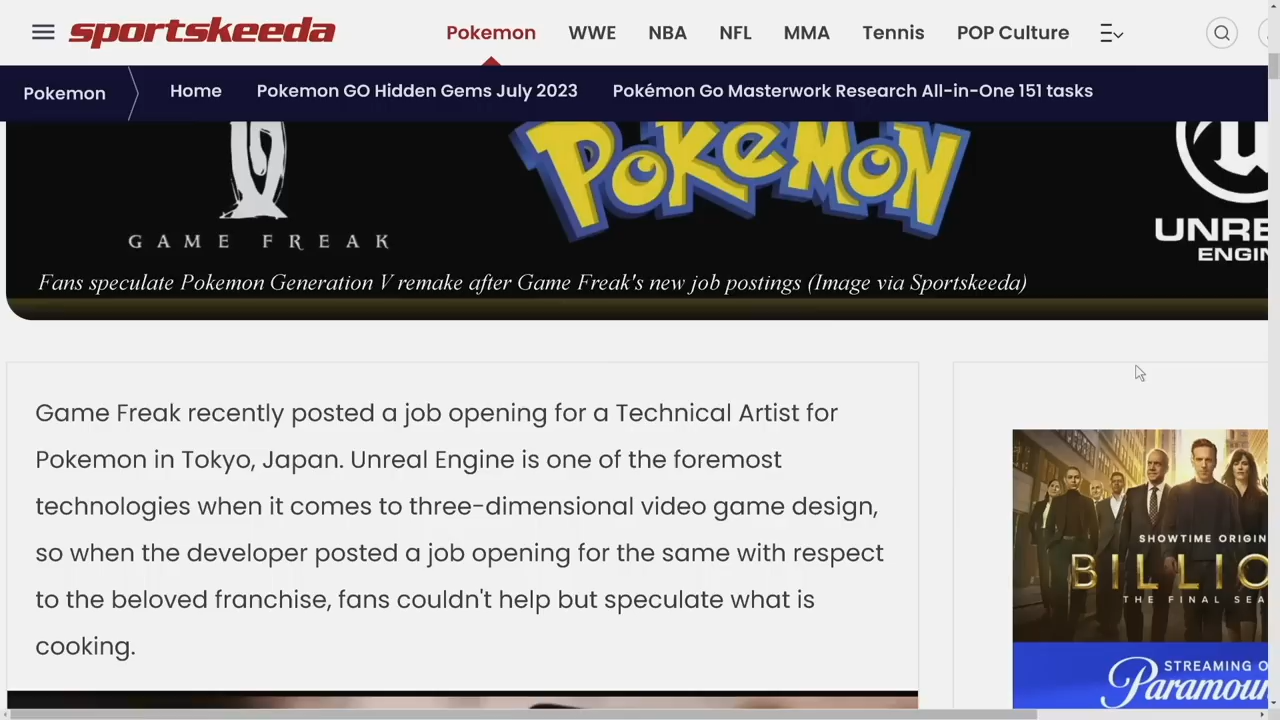 sportskeeda
Pokemon WWE NBA NFL MMA Tennis POP Culture
Pokemon Home Pokemon GO Hidden Gems July 2023 Pokémon Go Masterwork Research All-in-One 151 tasks
POKéMON
GAME FREAK
UNRE
ENGIN
Fans speculate Pokemon Generation V remake after Game Freak's new job postings (Image via Sportskeeda)
Game Freak recently posted a job opening for a Technical Artist for
Pokemon in Tokyo, Japan. Unreal Engine is one of the foremost
technologies when it comes to three-dimensional video game design,
so when the developer posted a job opening for the same with respect
to the beloved franchise, fans couldn't help but speculate what is
cooking.
SHOWTIME ORIGIN
BILLIO
THE FINAL SEA
STREAMING O
Paramoun